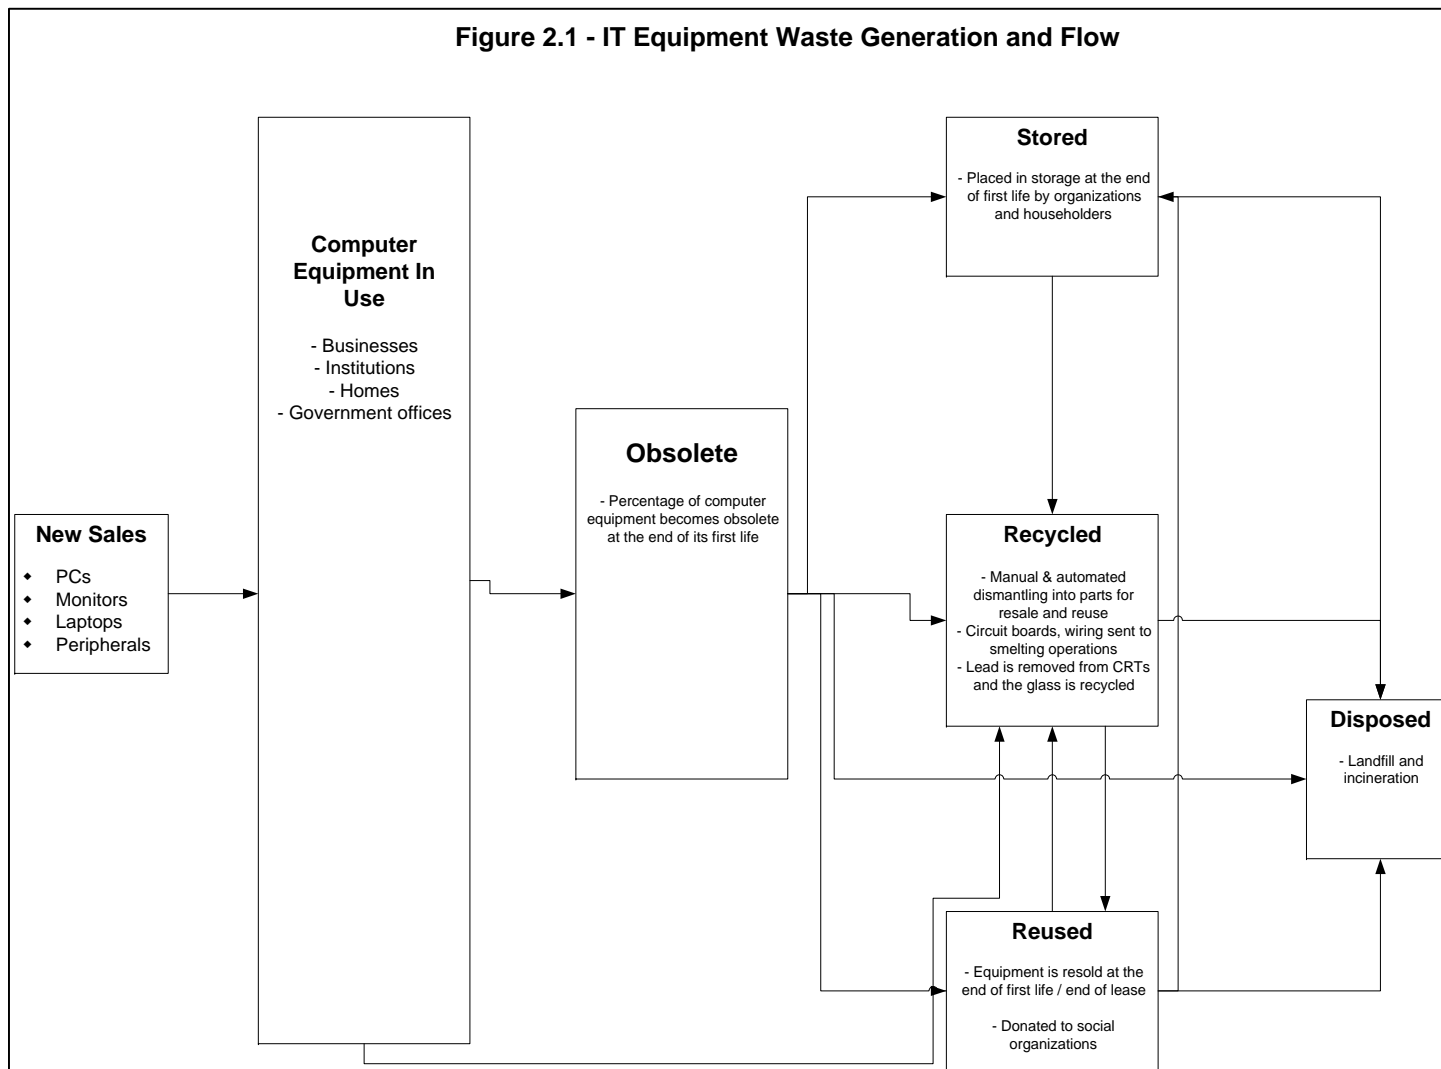 Figure 2.1 - IT Equipment Waste Generation and Flow
Stored
- Placed in storage at the end
of first life by organizations
and householders
Computer
Equipment In
Use
- Businesses
- Institutions
- Homes
- Government offices
Obsolete
- Percentage of computer
equipment becomes obsolete
at the end of its first life
New Sales
◆ PCs
◆ Monitors
◆ Laptops
◆ Peripherals
Recycled
- Manual & automated
dismantling into parts for
resale and reuse
- Circuit boards, wiring sent to
smelting operations
- Lead is removed from CRTs
and the glass is recycled
Disposed
- Landfill and
incineration
Reused
- Equipment is resold at the
end of first life / end of lease
- Donated to social
organizations